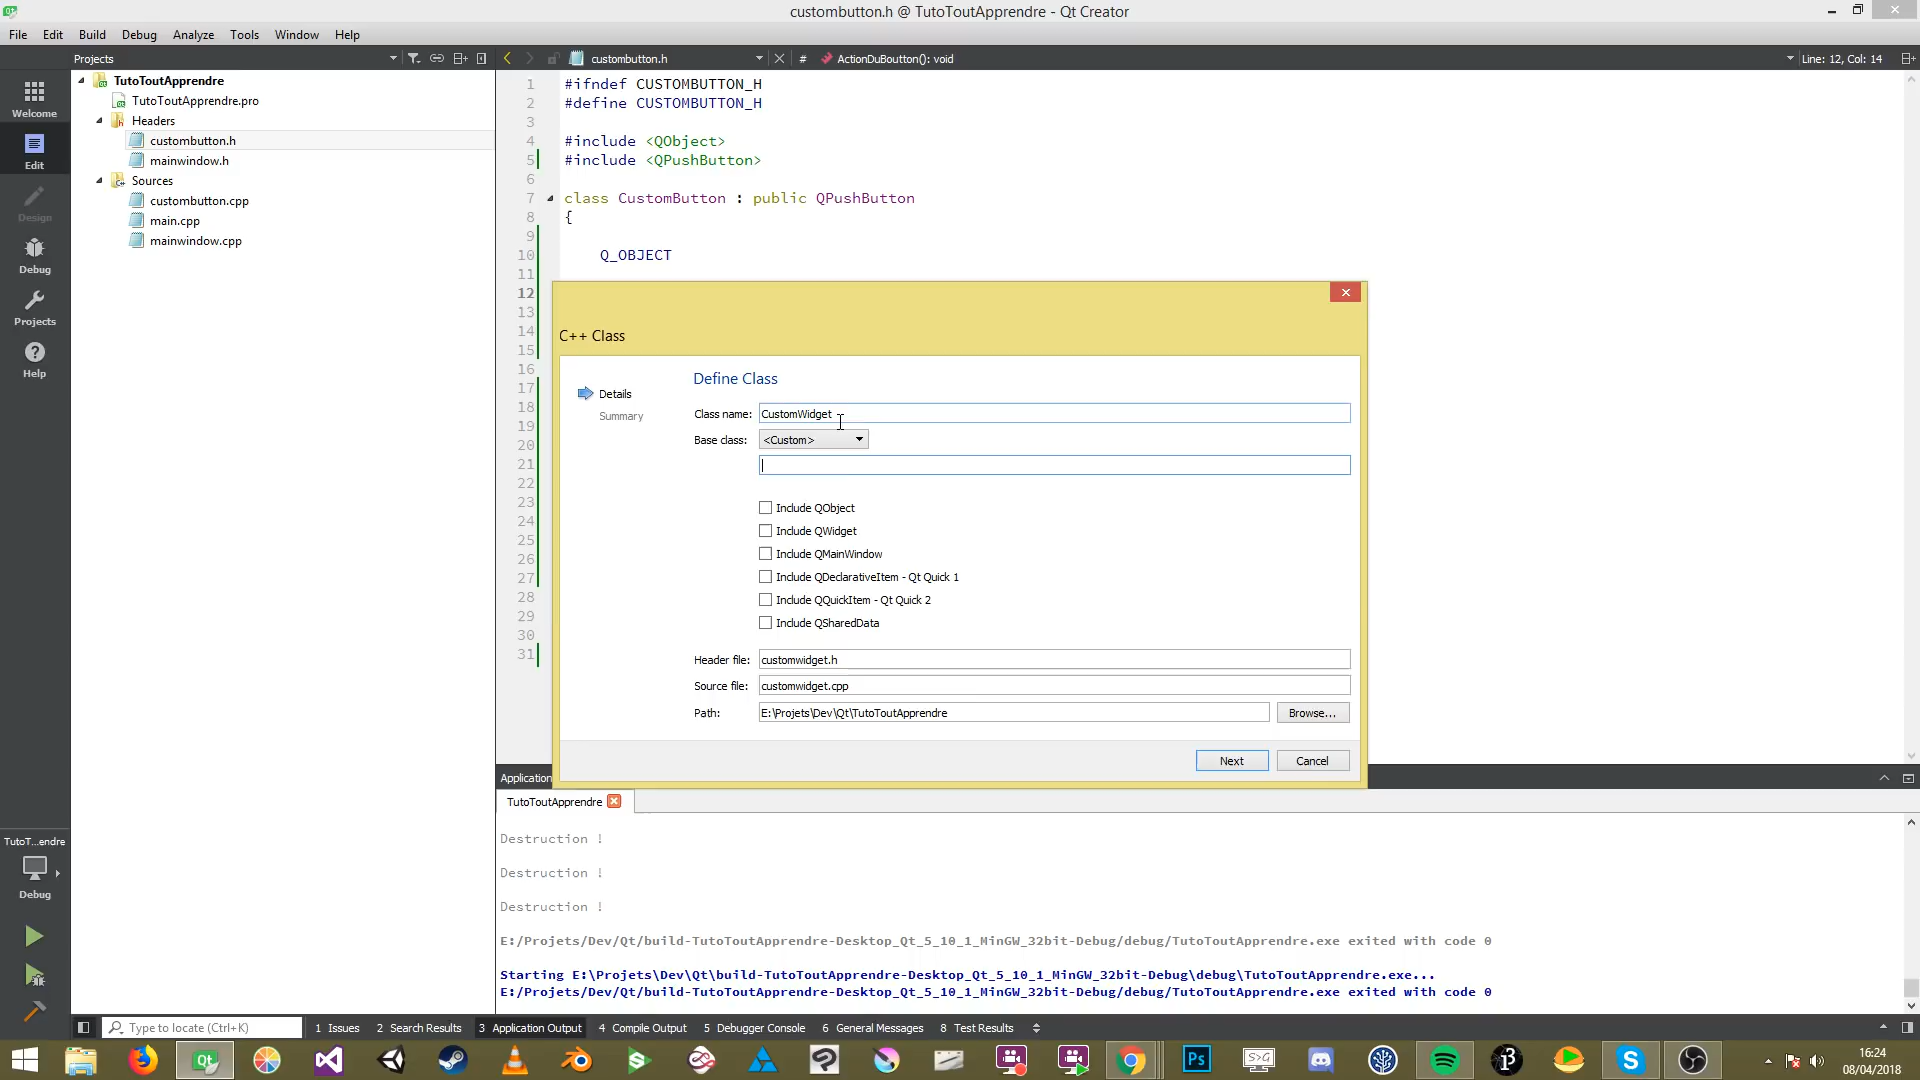 custombutton.h @ TutoToutApprendre - Qt Creator
File Edit Build Debug Analyze Tools Window Help
Projects
custombutton.h
#
ActionDuBoutton(): void
Line: 12, Col: 14
Welcome
Edit
Design
Debug
Projects
Help
TutoToutApprendre
TutoToutApprendre.pro
Headers
custombutton.h
mainwindow.h
Sources
custombutton.cpp
main.cpp
mainwindow.cpp
1 #ifndef CUSTOMBUTTON_H
2 #define CUSTOMBUTTON_H
3
4 #include <QObject>
5 #include <QPushButton>
6
7 class CustomButton : public QPushButton
8 {
9
10 Q_OBJECT
11
12
13
14
15
16
17
18
19
20
21
22
23
24
25
26
27
28
29
30
31
C++ Class
Details
Summary
Define Class
Class name: CustomWidget
Base class: <Custom>
Include QObject
Include QWidget
Include QMainWindow
Include QDeclarativeItem - Qt Quick 1
Include QQuickItem - Qt Quick 2
Include QSharedData
Header file: customwidget.h
Source file: customwidget.cpp
Path: E:\Projets\Dev\Qt\TutoToutApprendre Browse...
Next Cancel
Application
TutoToutApprendre
Destruction !
Destruction !
Destruction !
E:/Projets/Dev/Qt/build-TutoToutApprendre-Desktop_Qt_5_10_1_MinGW_32bit-Debug/debug/TutoToutApprendre.exe exited with code 0
Starting E:\Projets\Dev\Qt\build-TutoToutApprendre-Desktop_Qt_5_10_1_MinGW_32bit-Debug\debug\TutoToutApprendre.exe...
E:/Projets/Dev/Qt/build-TutoToutApprendre-Desktop_Qt_5_10_1_MinGW_32bit-Debug/debug/TutoToutApprendre.exe exited with code 0
TutoT...endre
Debug
Type to locate (Ctrl+K)
1 Issues 2 Search Results 3 Application Output 4 Compile Output 5 Debugger Console 6 General Messages 8 Test Results
16:24
08/04/2018